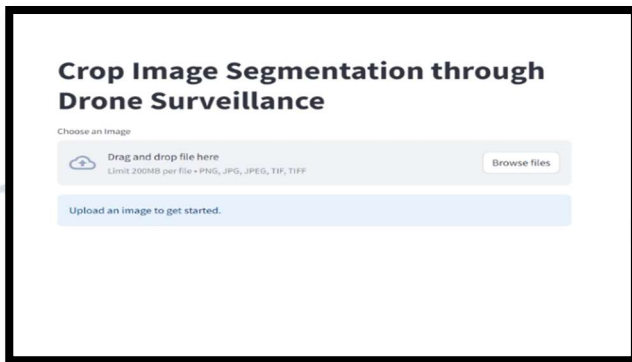 Crop Image Segmentation through
Drone Surveillance
Choose an Image
Drag and drop file here
Limit 200MB per file • PNG, JPG, JPEG, TIF, TIFF
Browse files
Upload an image to get started.